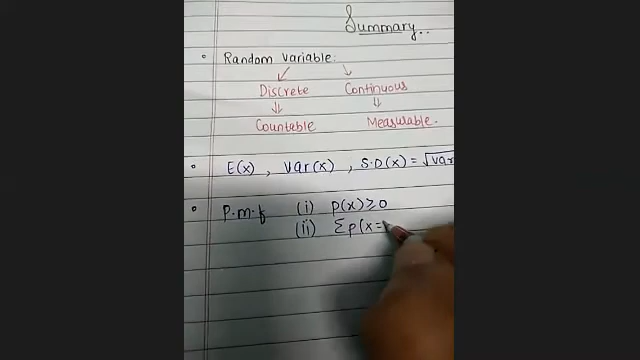 Summary..
• Random Variable:
Discrete Continuous
⇓ ⇓
Countable Measurable.
• E(x) , Var(x) , S.D(x) = √var
• p.m.f (i) p(x) ≥ 0
(ii) Σp(x=